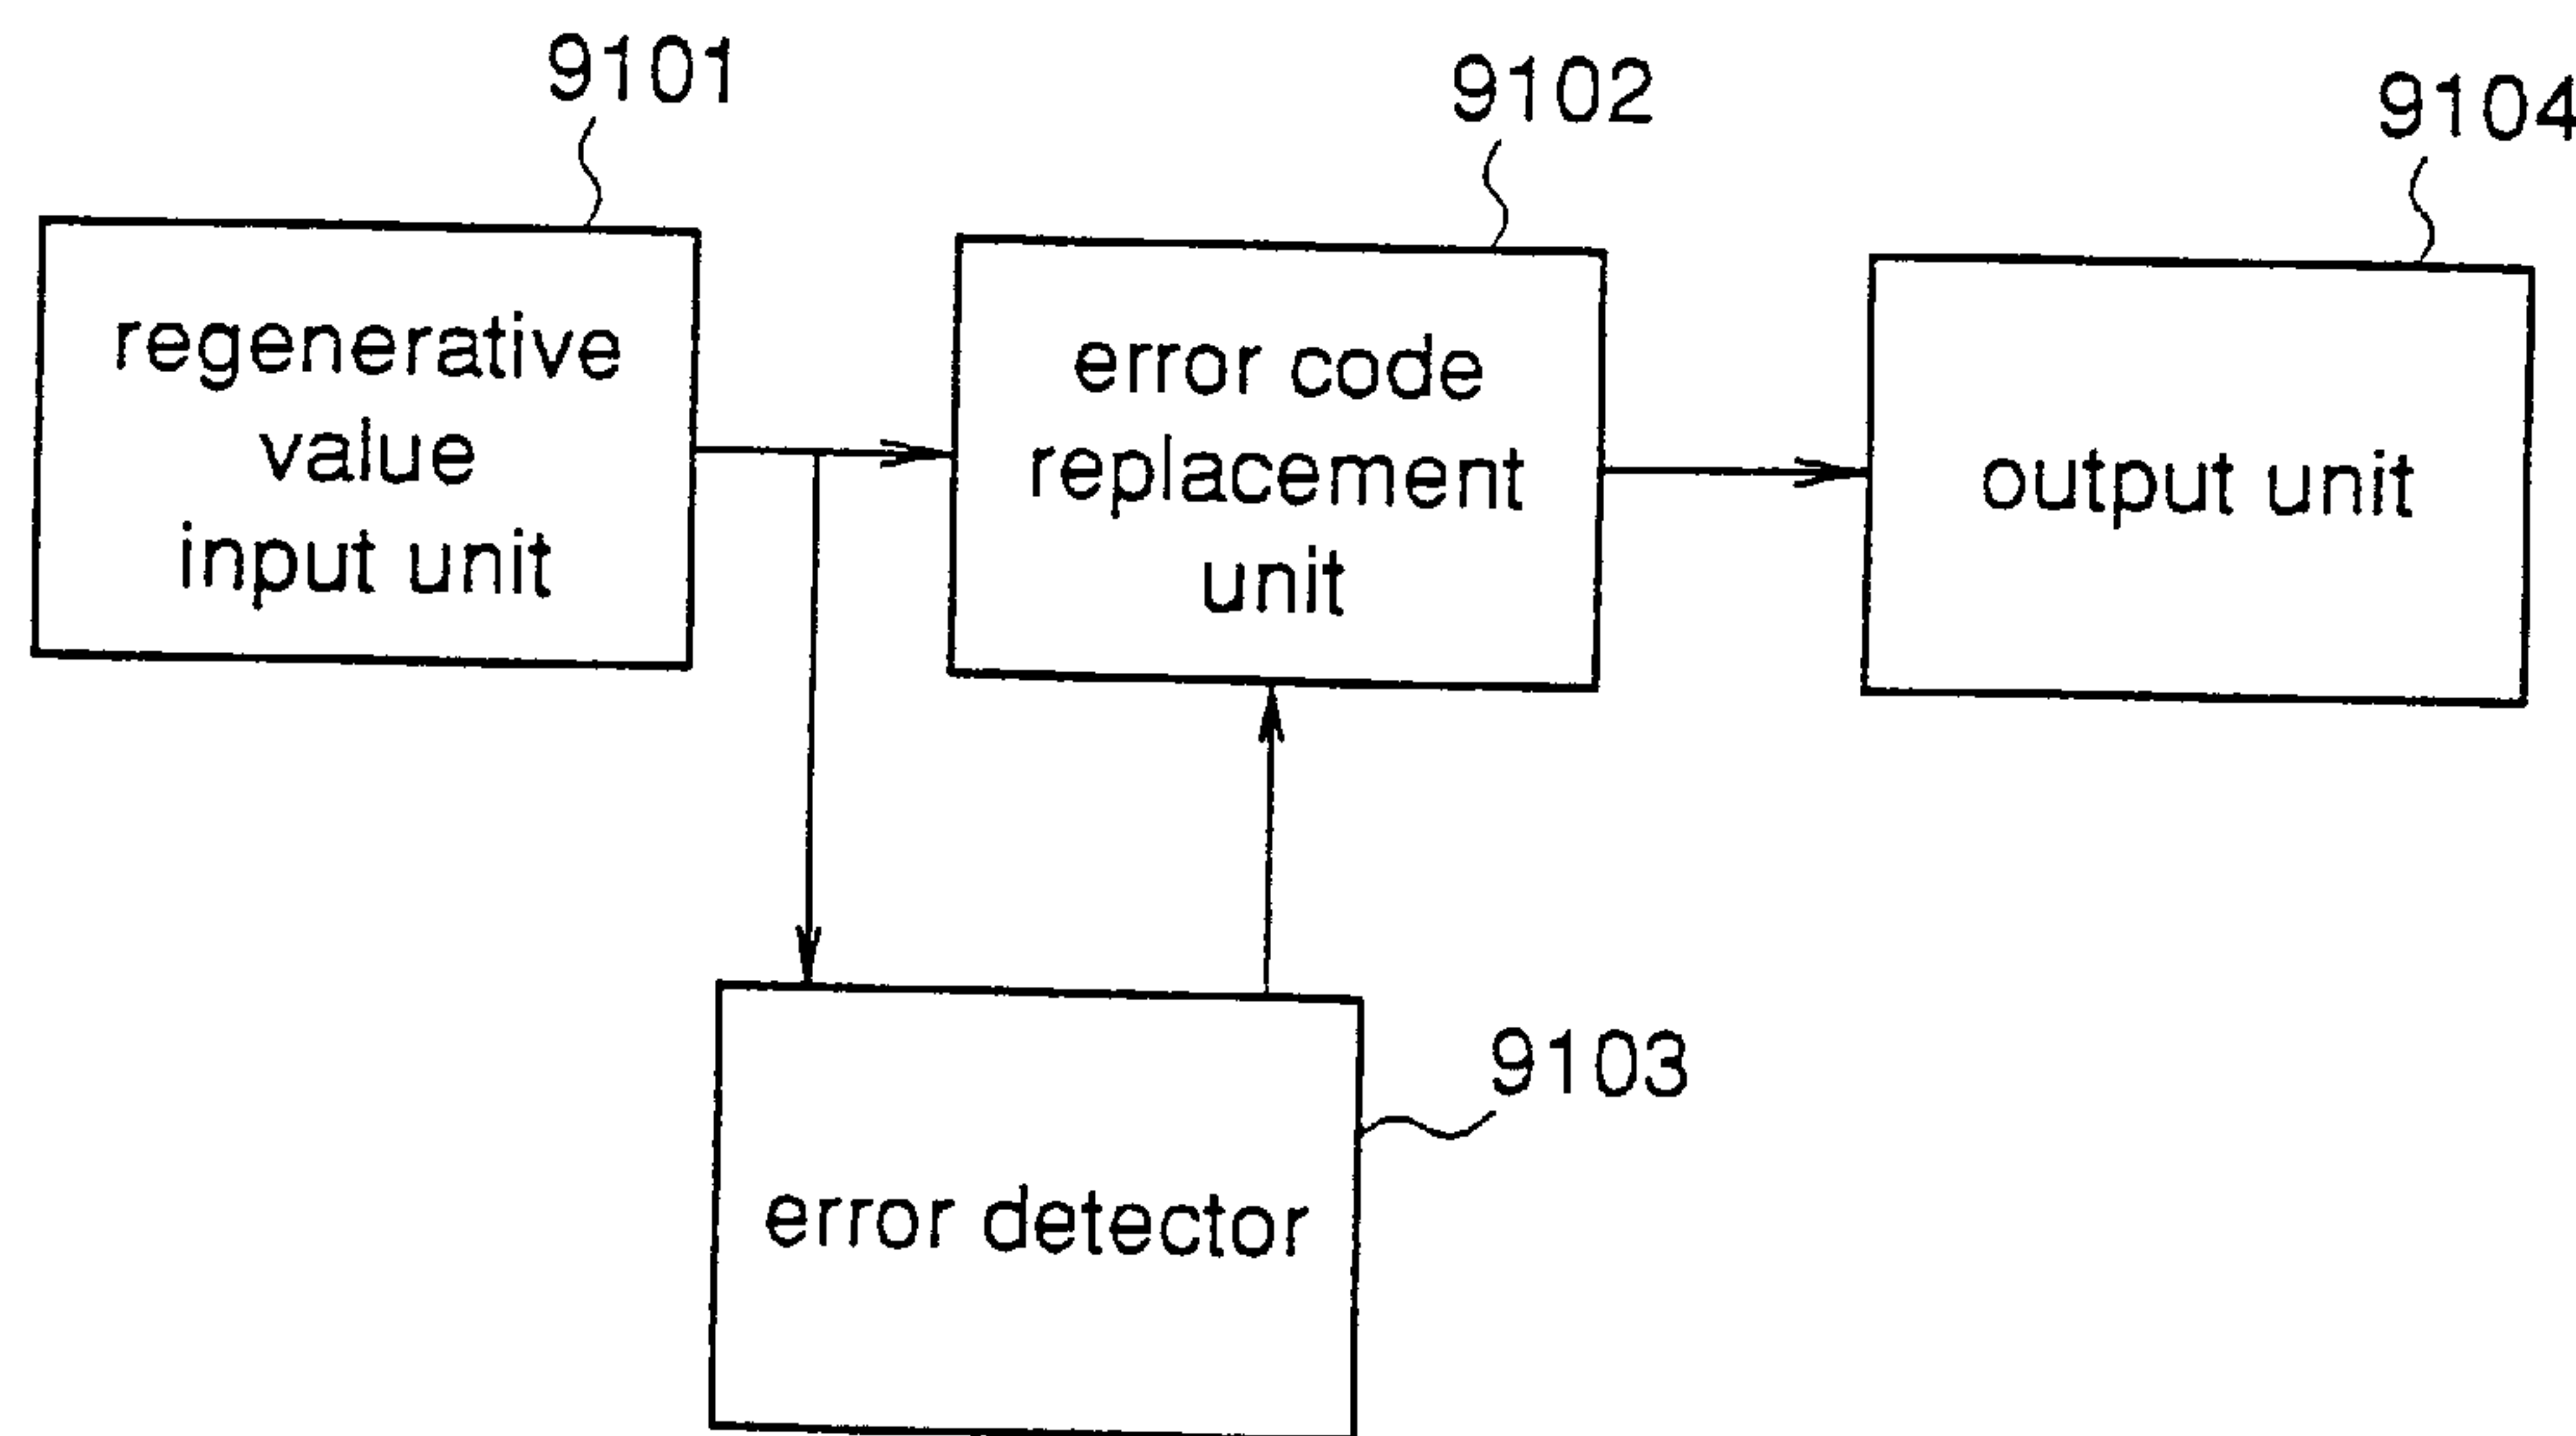 9101
9102
9104
regenerative
value
input unit
error code
replacement
unit
output unit
9103
error detector